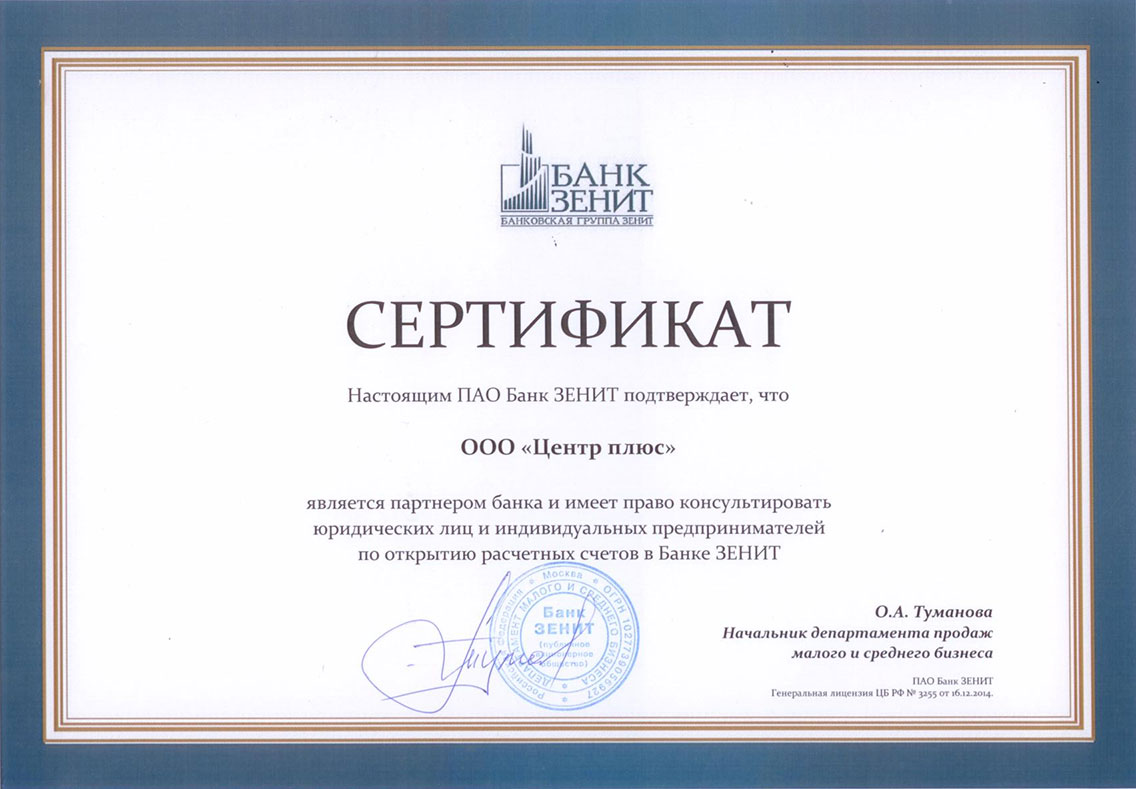 БАНК
ЗЕНИТ
БАНКОВСКАЯ ГРУППА ЗЕНИТ
СЕРТИФИКАТ
Настоящим ПАО Банк ЗЕНИТ подтверждает, что
ООО «Центр плюс»
является партнером банка и имеет право консультировать
юридических лиц и индивидуальных предпринимателей
по открытию расчетных счетов в Банке ЗЕНИТ
Российская Федерация * Москва * ОГРН 1027739056927
ДЕПАРТАМЕНТ МАЛОГО И СРЕДНЕГО БИЗНЕСА
Банк
ЗЕНИТ
(публичное
акционерное
общество)
О.А. Туманова
Начальник департамента продаж
малого и среднего бизнеса
ПАО Банк ЗЕНИТ
Генеральная лицензия ЦБ РФ № 3255 от 16.12.2014.